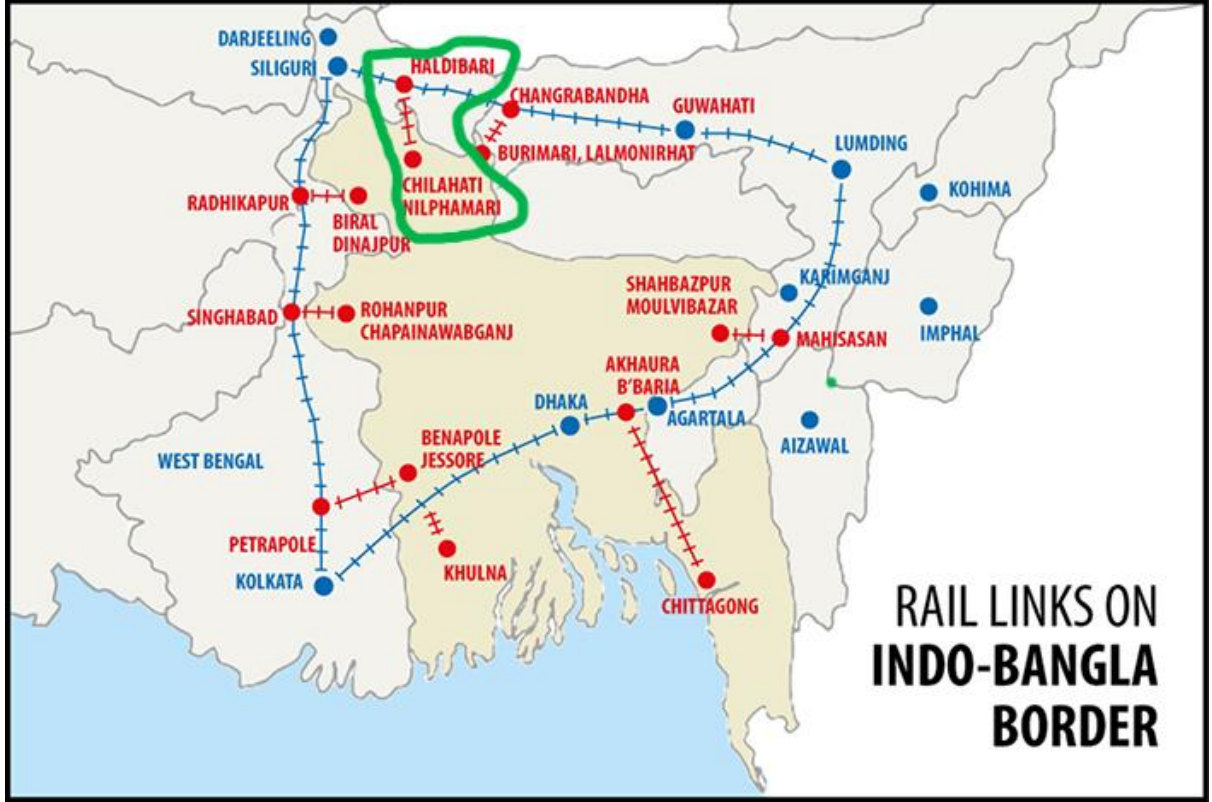 DARJEELING
SILIGURI
HALDIBARI
CHANGRABANDHA
GUWAHATI
LUMDING
BURIMARI, LALMONIRHAT
KOHIMA
CHILAHATI
NILPHAMARI
RADHIKAPUR
BIRAL
DINAJPUR
KARIMGANJ
SHAHBAZPUR
MOULVIBAZAR
SINGHABAD
ROHANPUR
CHAPAINAWABGANJ
MAHISASAN
IMPHAL
AKHAURA
B'BARIA
DHAKA
AGARTALA
AIZAWAL
BENAPOLE
JESSORE
WEST BENGAL
PETRAPOLE
KOLKATA
KHULNA
CHITTAGONG
RAIL LINKS ON
INDO-BANGLA
BORDER